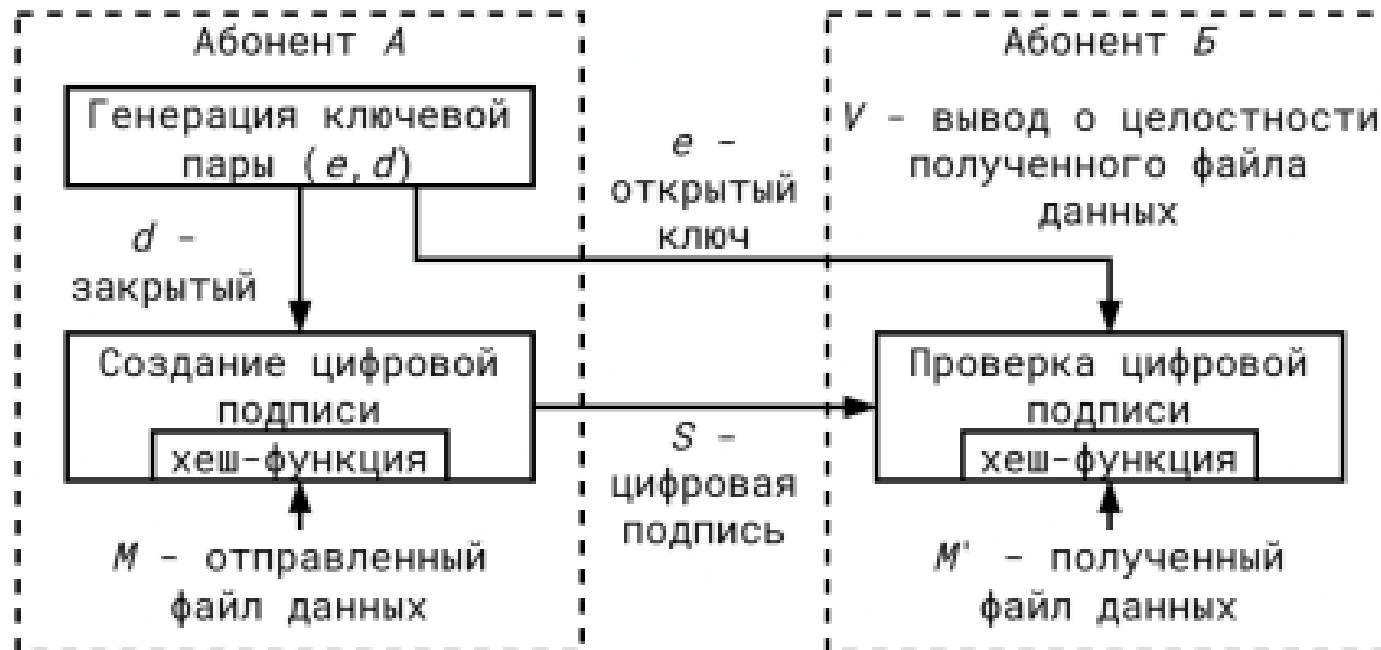 Абонент А
Генерация ключевой
пары (e,d)
d -
закрытый
Создание цифровой
подписи
хеш-функция
M - отправленный
файл данных
e -
открытый
ключ
S -
цифровая
подпись
Абонент Б
V - вывод о целостности
полученного файла
данных
Проверка цифровой
подписи
хеш-функция
M' - полученный
файл данных